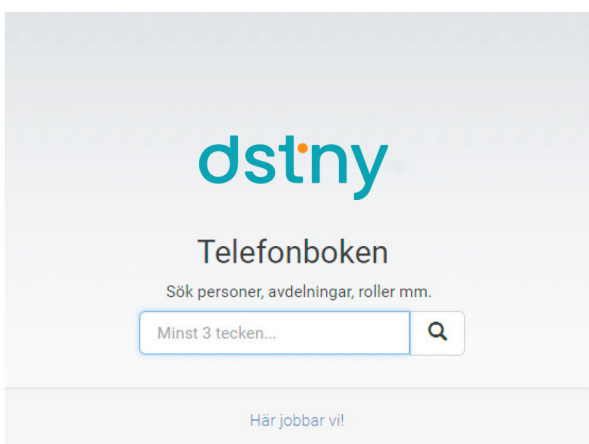 dstny
Telefonboken
Sök personer, avdelningar, roller mm.
Minst 3 tecken...
Här jobbar vi!